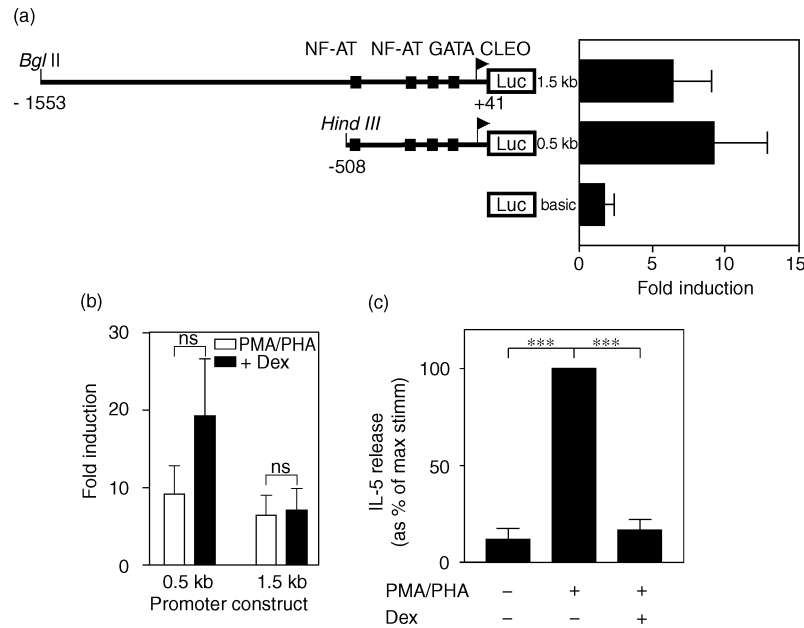 (a)
NF-AT NF-AT GATA CLEO
Bgl II
- 1553
+41
Luc
1.5 kb
Hind III
-508
Luc
0.5 kb
Luc
basic
0 5 10 15
Fold induction
(b)
30
20
10
0
Fold induction
ns
PMA/PHA
+ Dex
ns
0.5 kb 1.5 kb
Promoter construct
(c)
*** ***
100
50
0
IL-5 release
(as % of max stimm)
PMA/PHA – + +
Dex – – +